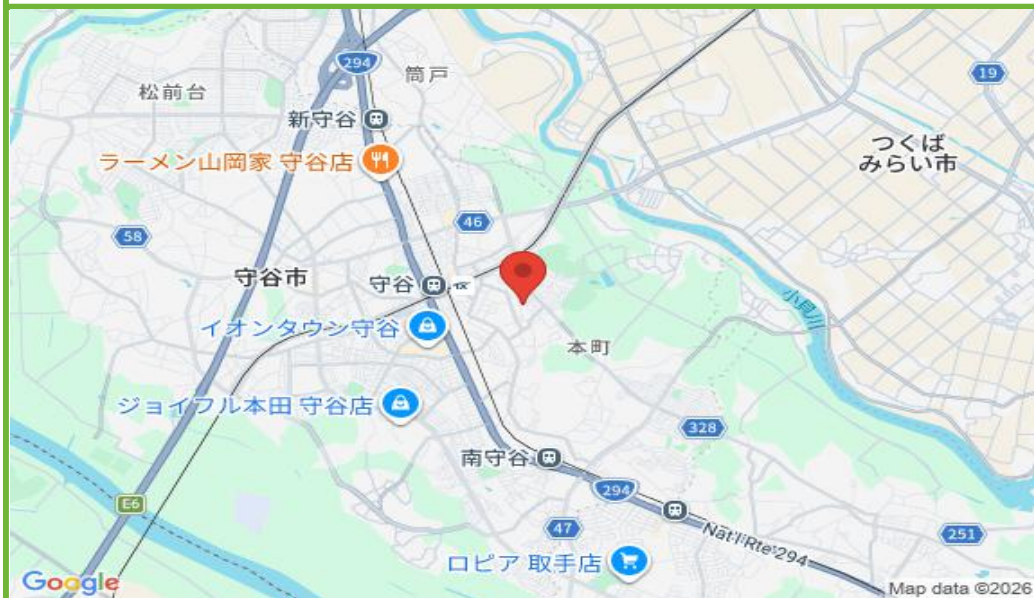 294
筒戸
19
松前台
新守谷
つくば
みらい市
ラーメン山岡家 守谷店
46
58
守谷市
守谷
小貝川
イオンタウン守谷
本町
ジョイフル本田 守谷店
328
南守谷
294
E6
47
Nat'l Rte 294
251
ロピア 取手店
Google
Map data ©2026